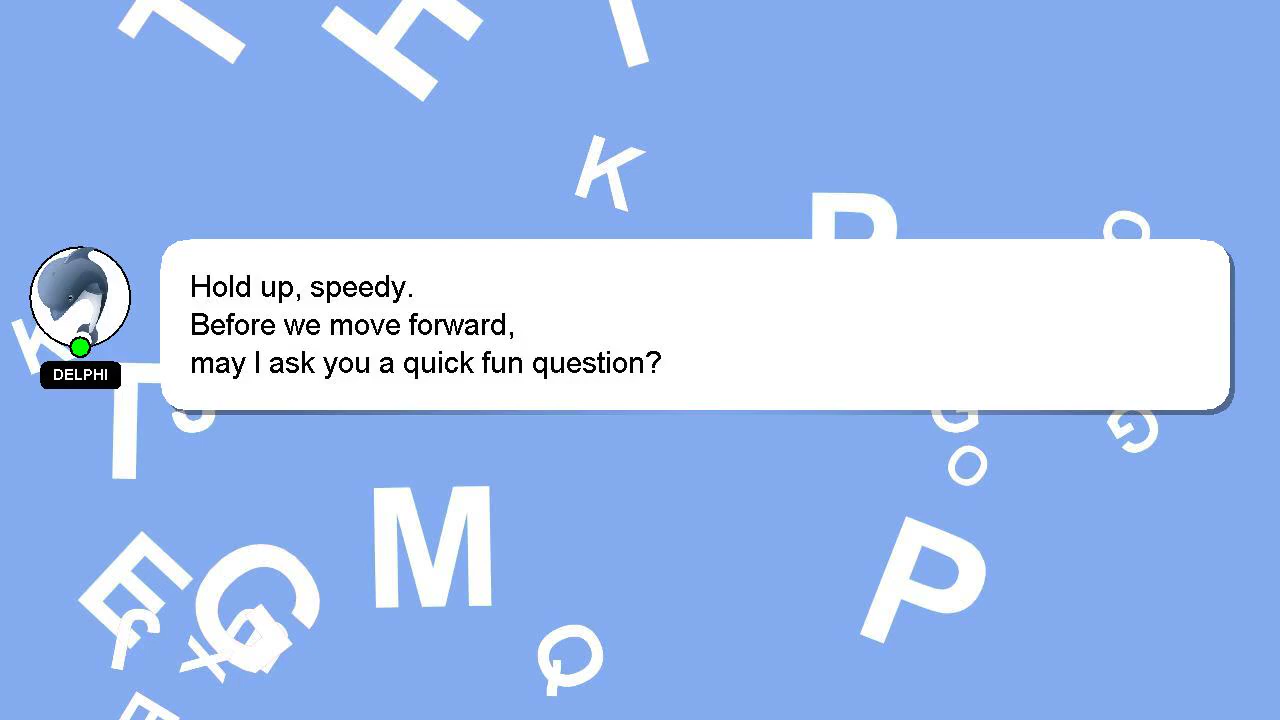 T
H
I
K
P
O
Hold up, speedy.
Before we move forward,
may I ask you a quick fun question?
K
DELPHI
T
J
G
G
O
M
P
E
G
J
X
Q
E